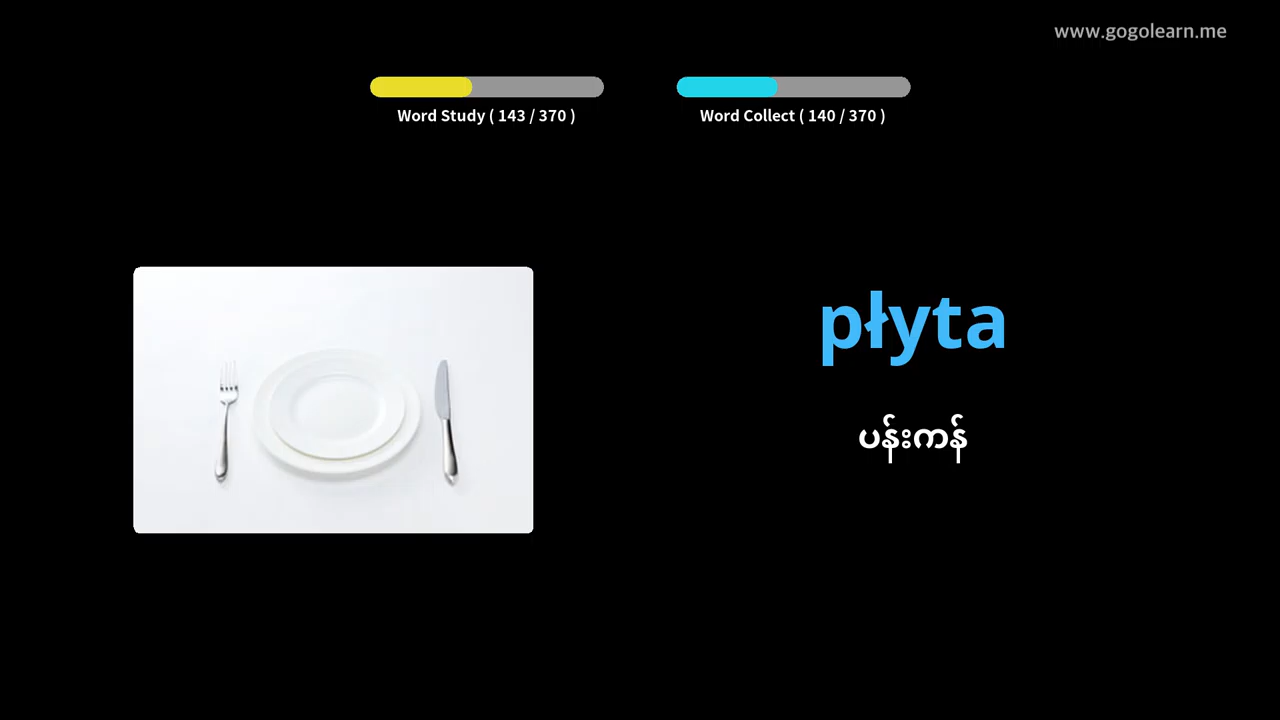 www.gogolearn.me
Word Study ( 143 / 370 )
Word Collect ( 140 / 370 )
płyta
ပန်းကန်